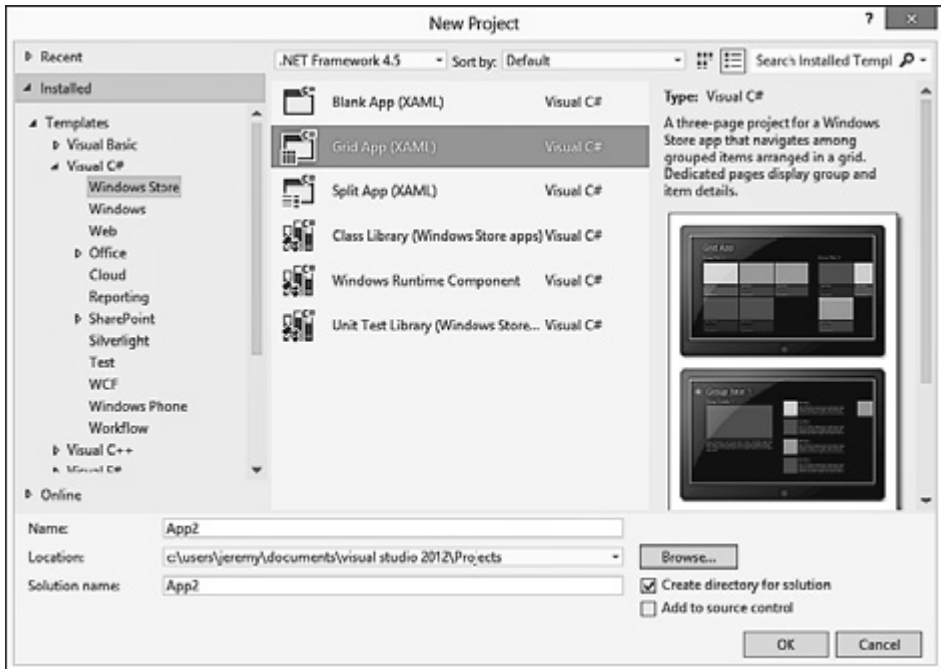 New Project
?
Recent
.NET Framework 4.5
Sort by: Default
Search Installed Templ
Installed
Templates
Visual Basic
Visual C#
Windows Store
Windows
Web
Office
Cloud
Reporting
SharePoint
Silverlight
Test
WCF
Windows Phone
Workflow
Visual C++
Visual F#
Online
Blank App (XAML) Visual C#
Grid App (XAML) Visual C#
Split App (XAML) Visual C#
Class Library (Windows Store apps) Visual C#
Windows Runtime Component Visual C#
Unit Test Library (Windows Store... Visual C#
Type: Visual C#
A three-page project for a Windows
Store app that navigates among
grouped items arranged in a grid.
Dedicated pages display group and
item details.
Grid App
Name: App2
Location: c:\users\jeremy\documents\visual studio 2012\Projects
Browse...
Solution name: App2
Create directory for solution
Add to source control
OK Cancel